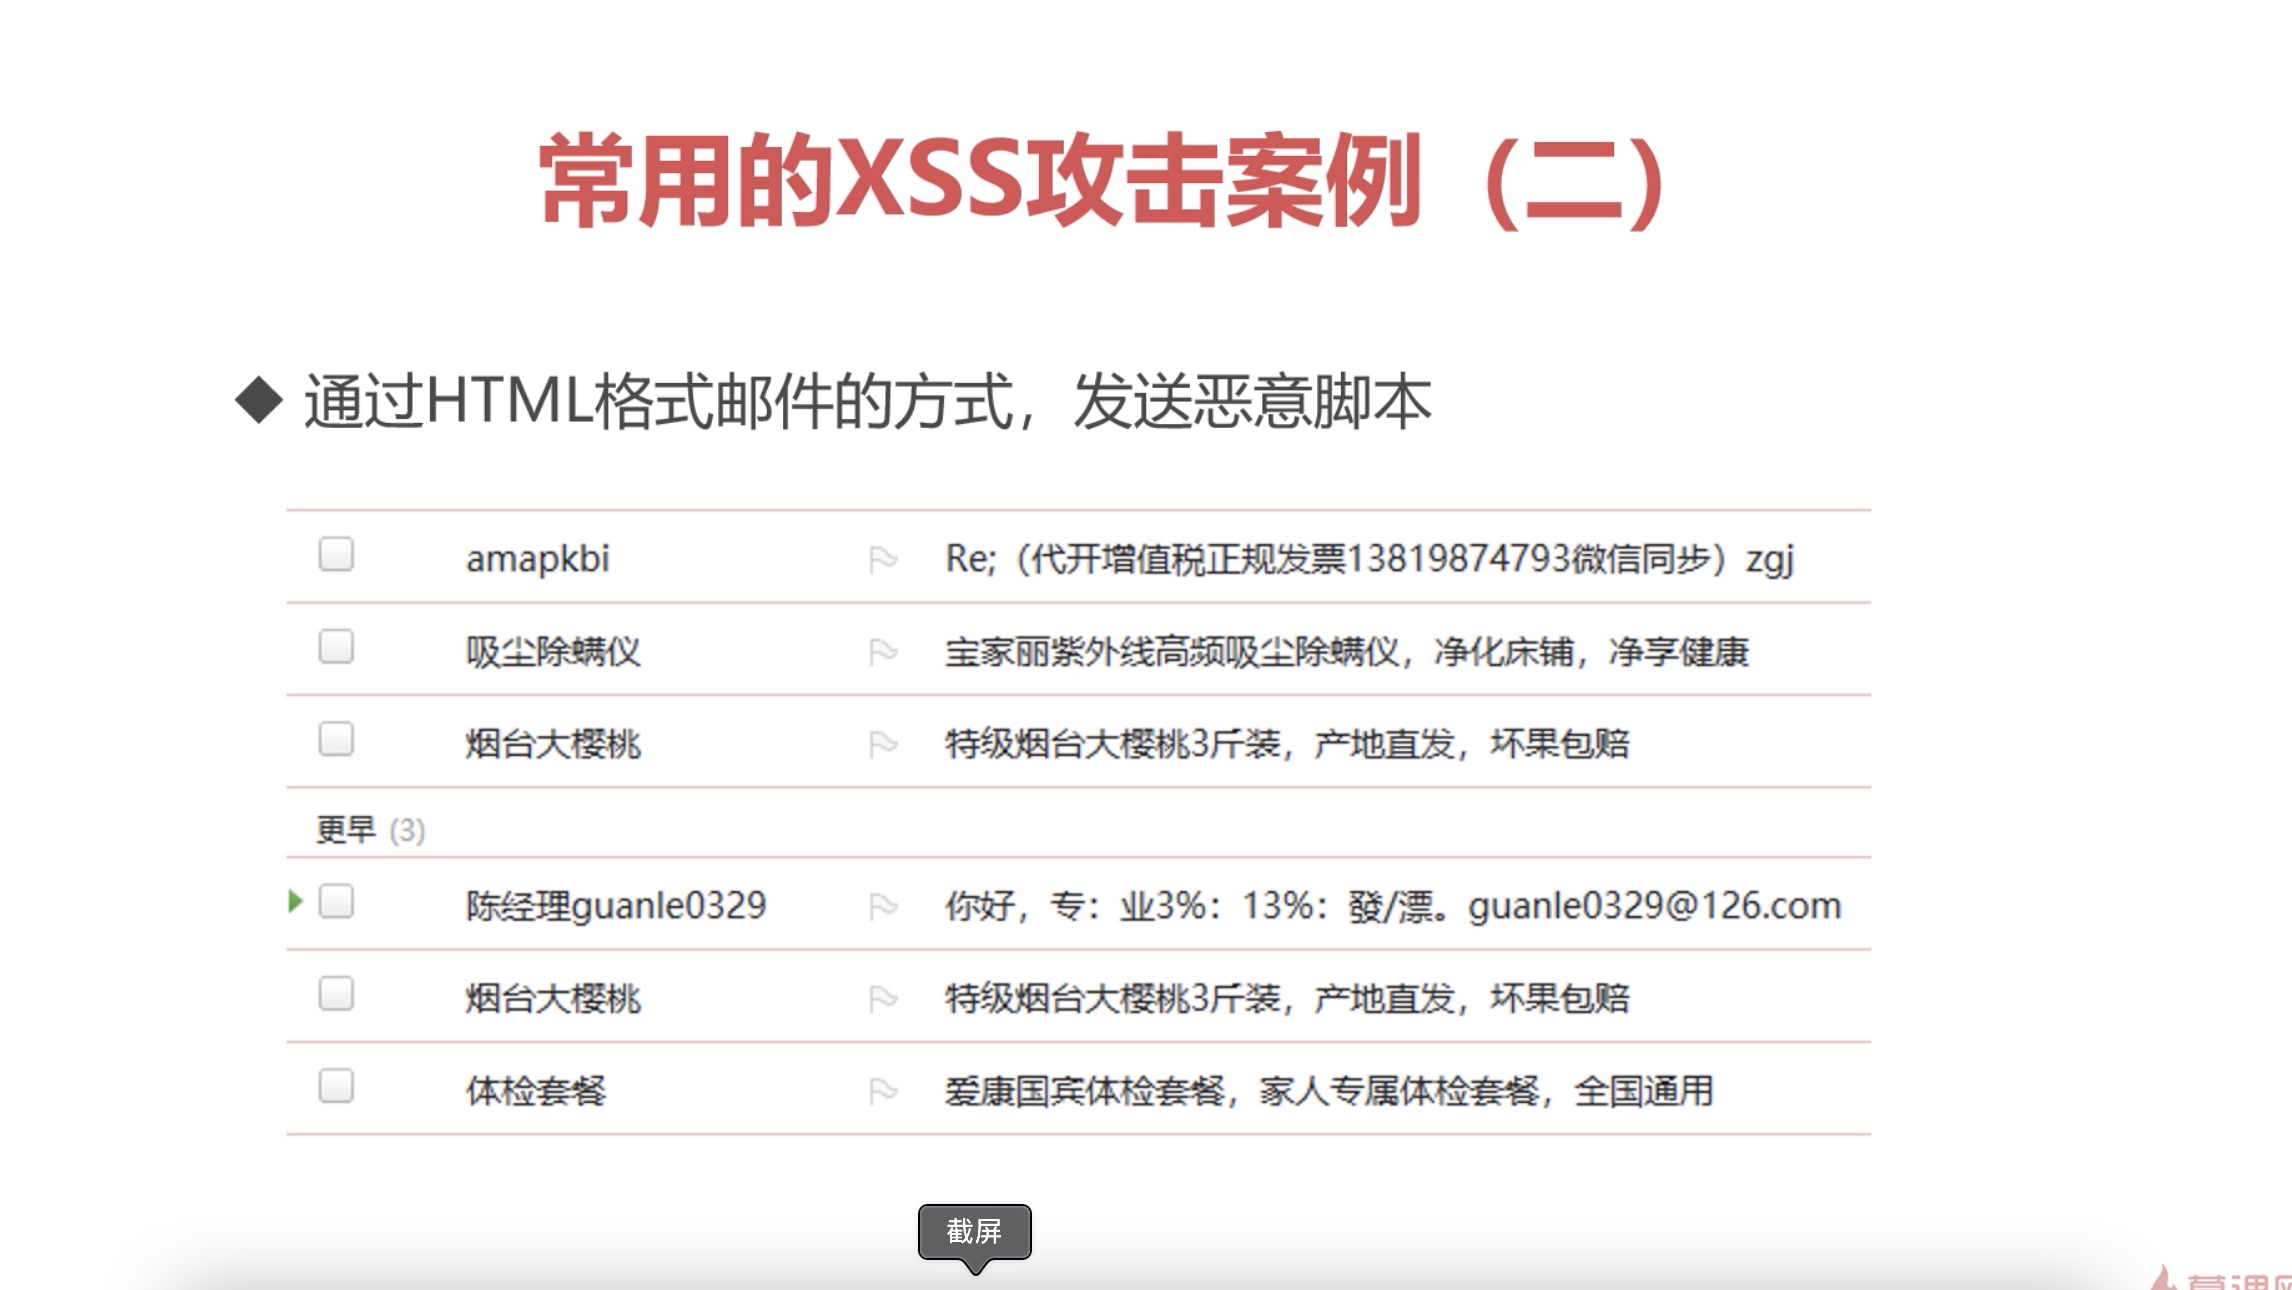 常用的XSS攻击案例（二）
◆ 通过HTML格式邮件的方式，发送恶意脚本
amapkbi Re;（代开增值税正规发票13819874793微信同步）zgj
吸尘除螨仪 宝家丽紫外线高频吸尘除螨仪，净化床铺，净享健康
烟台大樱桃 特级烟台大樱桃3斤装，产地直发，坏果包赔
更早 (3)
陈经理guanle0329 你好，专：业3%：13%：發/漂。guanle0329@126.com
烟台大樱桃 特级烟台大樱桃3斤装，产地直发，坏果包赔
体检套餐 爱康国宾体检套餐，家人专属体检套餐，全国通用
截屏